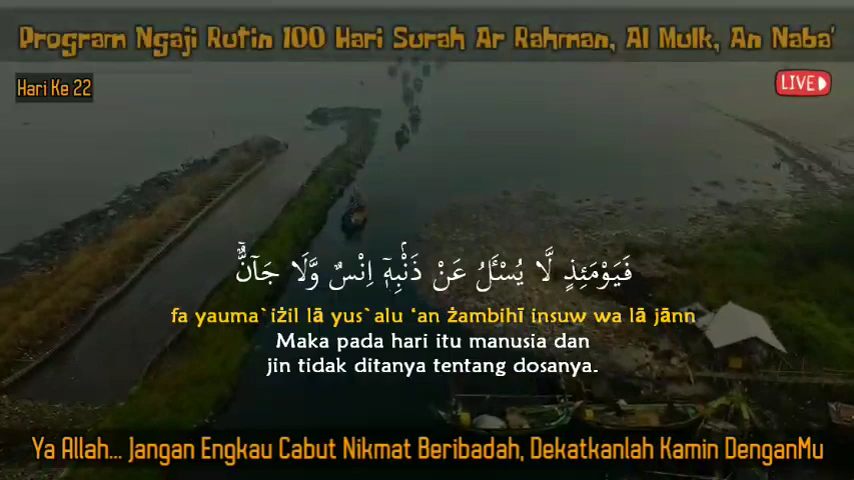 Program Ngaji Rutin 100 Hari Surah Ar Rahman, Al Mulk, An Naba'
Hari Ke 22
LIVE
فَيَوْمَئِذٍ لَّا يُسْـَٔلُ عَنْ ذَنْۢبِهٖٓ اِنْسٌ وَّلَا جَاۤنٌّۚ
fa yauma`iżil lā yus`alu ‘an żambihī insuw wa lā jānn
Maka pada hari itu manusia dan
jin tidak ditanya tentang dosanya.
Ya Allah... Jangan Engkau Cabut Nikmat Beribadah, Dekatkanlah Kamin DenganMu